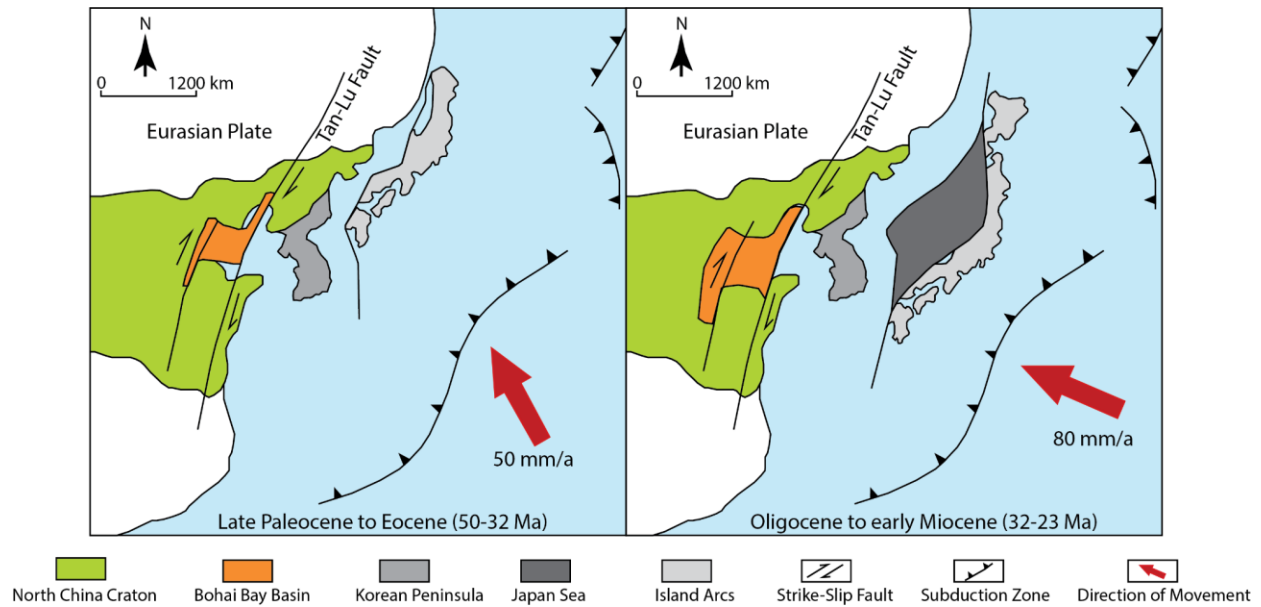 N
0 1200 km
Eurasian Plate
Tan-Lu Fault
50 mm/a
Late Paleocene to Eocene (50-32 Ma)
N
0 1200 km
Eurasian Plate
Tan-Lu Fault
80 mm/a
Oligocene to early Miocene (32-23 Ma)
North China Craton
Bohai Bay Basin
Korean Peninsula
Japan Sea
Island Arcs
Strike-Slip Fault
Subduction Zone
Direction of Movement